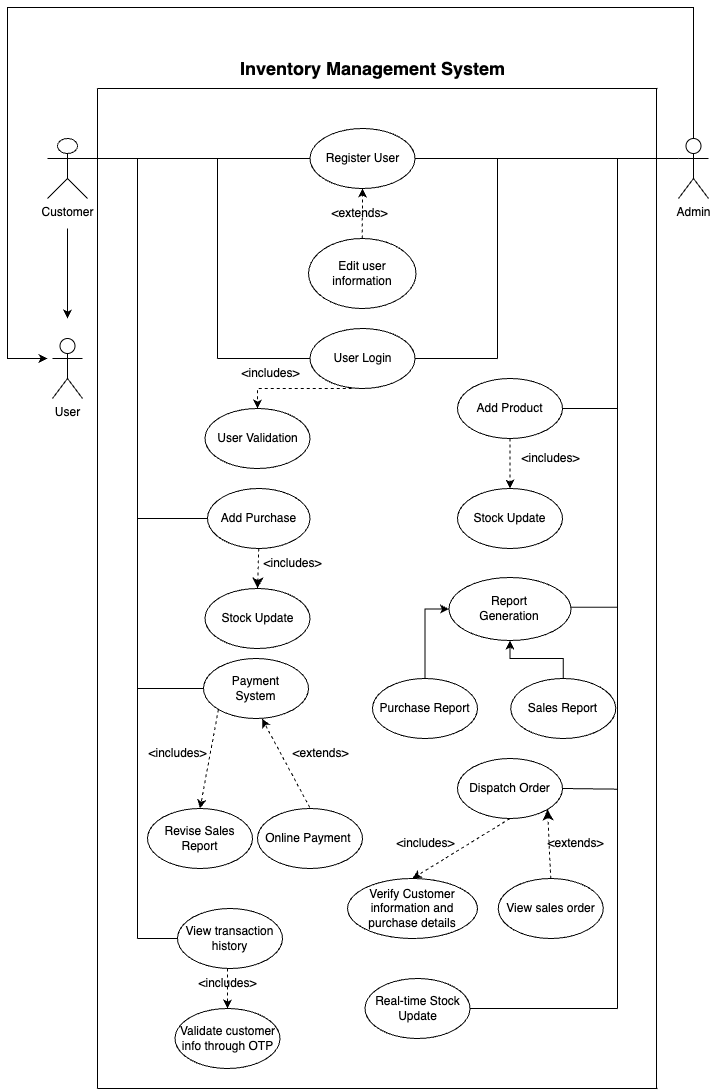 Inventory Management System
Register User
Customer
Admin
<extends>
Edit user
information
User Login
<includes>
User
User Validation
Add Product
<includes>
Add Purchase
Stock Update
<includes>
Stock Update
Report
Generation
Payment
System
Purchase Report
Sales Report
<includes>
<extends>
Dispatch Order
Revise Sales
Report
Online Payment
<includes>
<extends>
Verify Customer
information and
purchase details
View sales order
View transaction
history
<includes>
Real-time Stock
Update
Validate customer
info through OTP